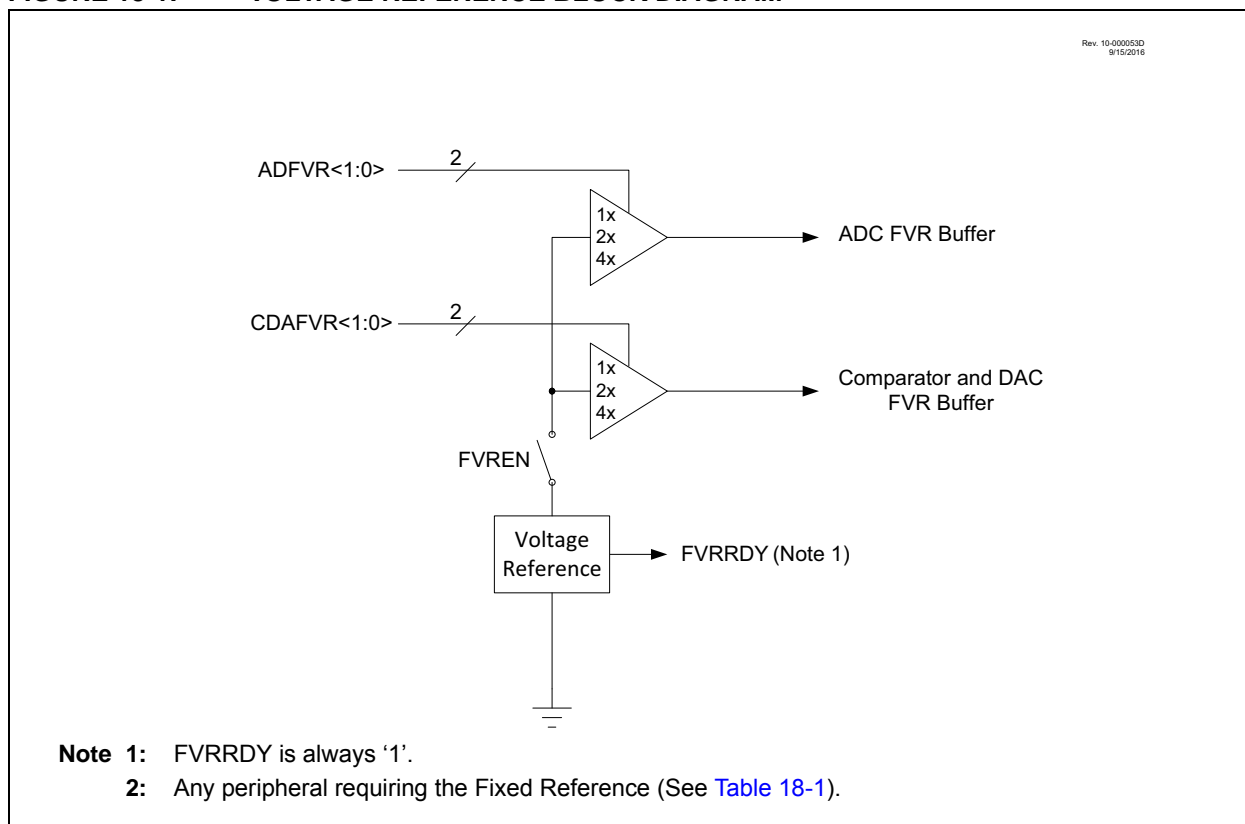 Rev. 10-000053D
9/15/2016
ADFVR<1:0>
2
1x
2x
4x
ADC FVR Buffer
CDAFVR<1:0>
2
1x
2x
4x
Comparator and DAC
FVR Buffer
FVREN
Voltage
Reference
FVRRDY (Note 1)
Note 1: FVRRDY is always ‘1’.
2: Any peripheral requiring the Fixed Reference (See Table 18-1).